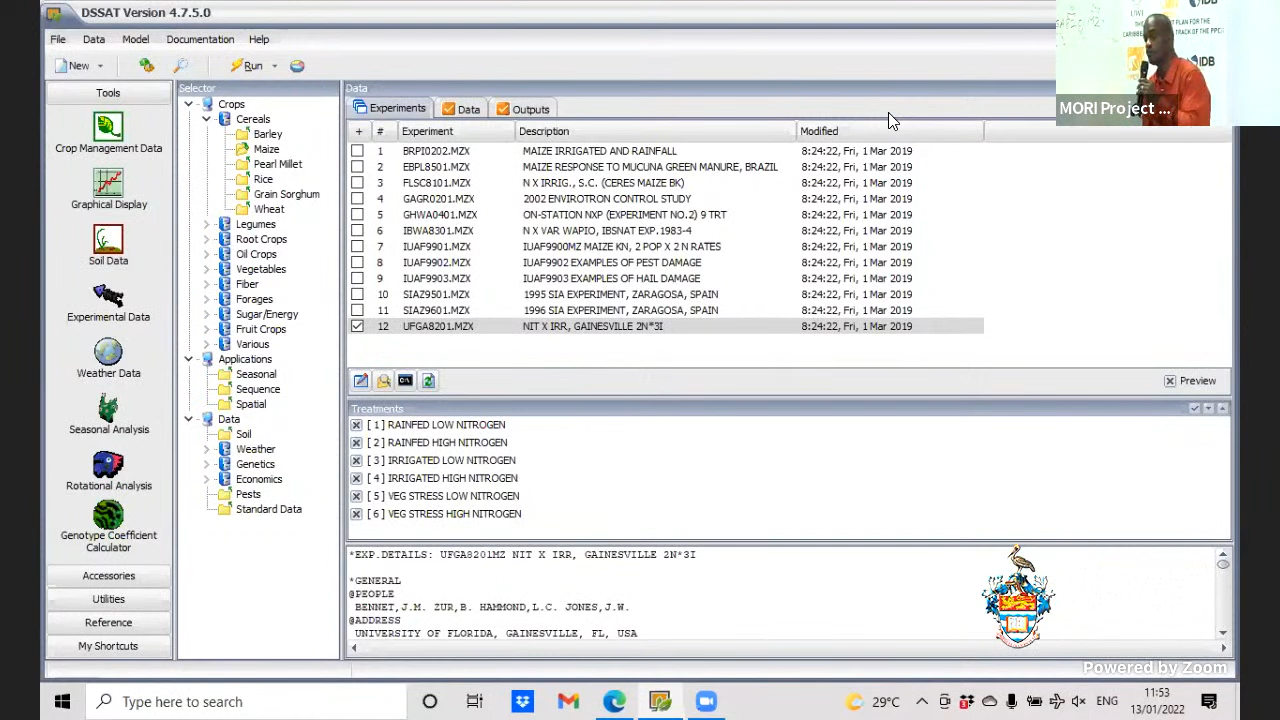 DSSAT Version 4.7.5.0
File Data Model Documentation Help
New Run
Tools
Crop Management Data
Graphical Display
Soil Data
Experimental Data
Weather Data
Seasonal Analysis
Rotational Analysis
Genotype Coefficient
Calculator
Accessories
Utilities
Reference
My Shortcuts
Selector
Crops
Cereals
Barley
Maize
Pearl Millet
Rice
Grain Sorghum
Wheat
Legumes
Root Crops
Oil Crops
Vegetables
Fiber
Forages
Sugar/Energy
Fruit Crops
Various
Applications
Seasonal
Sequence
Spatial
Data
Soil
Weather
Genetics
Economics
Pests
Standard Data
Data
Experiments Data Outputs
+ # Experiment Description Modified
1 BRPI0202.MZX MAIZE IRRIGATED AND RAINFALL 8:24:22, Fri, 1 Mar 2019
2 EBPL8501.MZX MAIZE RESPONSE TO MUCUNA GREEN MANURE, BRAZIL 8:24:22, Fri, 1 Mar 2019
3 FLSC8101.MZX N X IRRIG., S.C. (CERES MAIZE BK) 8:24:22, Fri, 1 Mar 2019
4 GAGR0201.MZX 2002 ENVIROTRON CONTROL STUDY 8:24:22, Fri, 1 Mar 2019
5 GHWA0401.MZX ON-STATION NXP (EXPERIMENT NO.2) 9 TRT 8:24:22, Fri, 1 Mar 2019
6 IBWA8301.MZX N X VAR WAPIO, IBSNAT EXP.1983-4 8:24:22, Fri, 1 Mar 2019
7 IUAF9901.MZX IUAF9900MZ MAIZE KN, 2 POP X 2 N RATES 8:24:22, Fri, 1 Mar 2019
8 IUAF9902.MZX IUAF9902 EXAMPLES OF PEST DAMAGE 8:24:22, Fri, 1 Mar 2019
9 IUAF9903.MZX IUAF9903 EXAMPLES OF HAIL DAMAGE 8:24:22, Fri, 1 Mar 2019
10 SIAZ9501.MZX 1995 SIA EXPERIMENT, ZARAGOSA, SPAIN 8:24:22, Fri, 1 Mar 2019
11 SIAZ9601.MZX 1996 SIA EXPERIMENT, ZARAGOSA, SPAIN 8:24:22, Fri, 1 Mar 2019
12 UFGA8201.MZX NIT X IRR, GAINESVILLE 2N*3I 8:24:22, Fri, 1 Mar 2019
Preview
Treatments
[ 1] RAINFED LOW NITROGEN
[ 2] RAINFED HIGH NITROGEN
[ 3] IRRIGATED LOW NITROGEN
[ 4] IRRIGATED HIGH NITROGEN
[ 5] VEG STRESS LOW NITROGEN
[ 6] VEG STRESS HIGH NITROGEN
*EXP.DETAILS: UFGA8201MZ NIT X IRR, GAINESVILLE 2N*3I
*GENERAL
@PEOPLE
BENNET,J.M. ZUR,B. HAMMOND,L.C. JONES,J.W.
@ADDRESS
UNIVERSITY OF FLORIDA, GAINESVILLE, FL, USA
PLAN FOR THE
TRACK OF THE PPCR
IDB
IDB
MORI Project ...
Powered by Zoom
Type here to search
29°C
ENG
11:53
13/01/2022